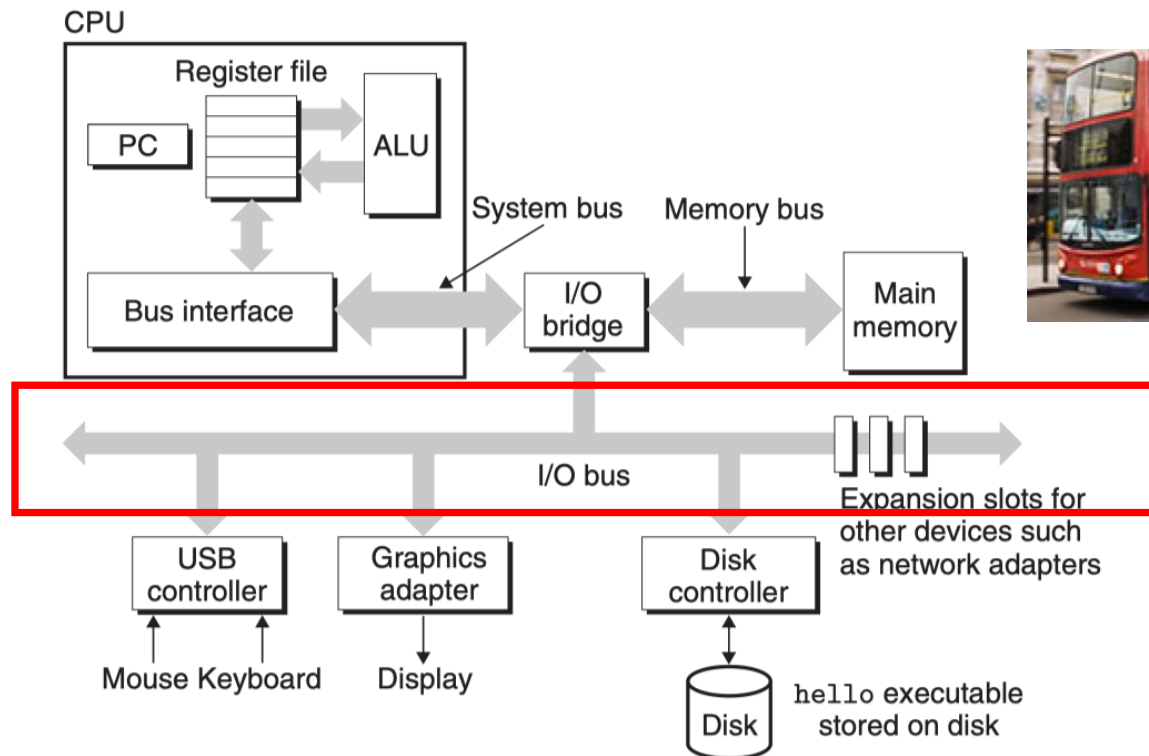 CPU
Register file
PC
ALU
System bus
Memory bus
Bus interface
I/O
bridge
Main
memory
I/O bus
Expansion slots for
other devices such
as network adapters
USB
controller
Graphics
adapter
Disk
controller
Mouse Keyboard
Display
Disk
hello executable
stored on disk